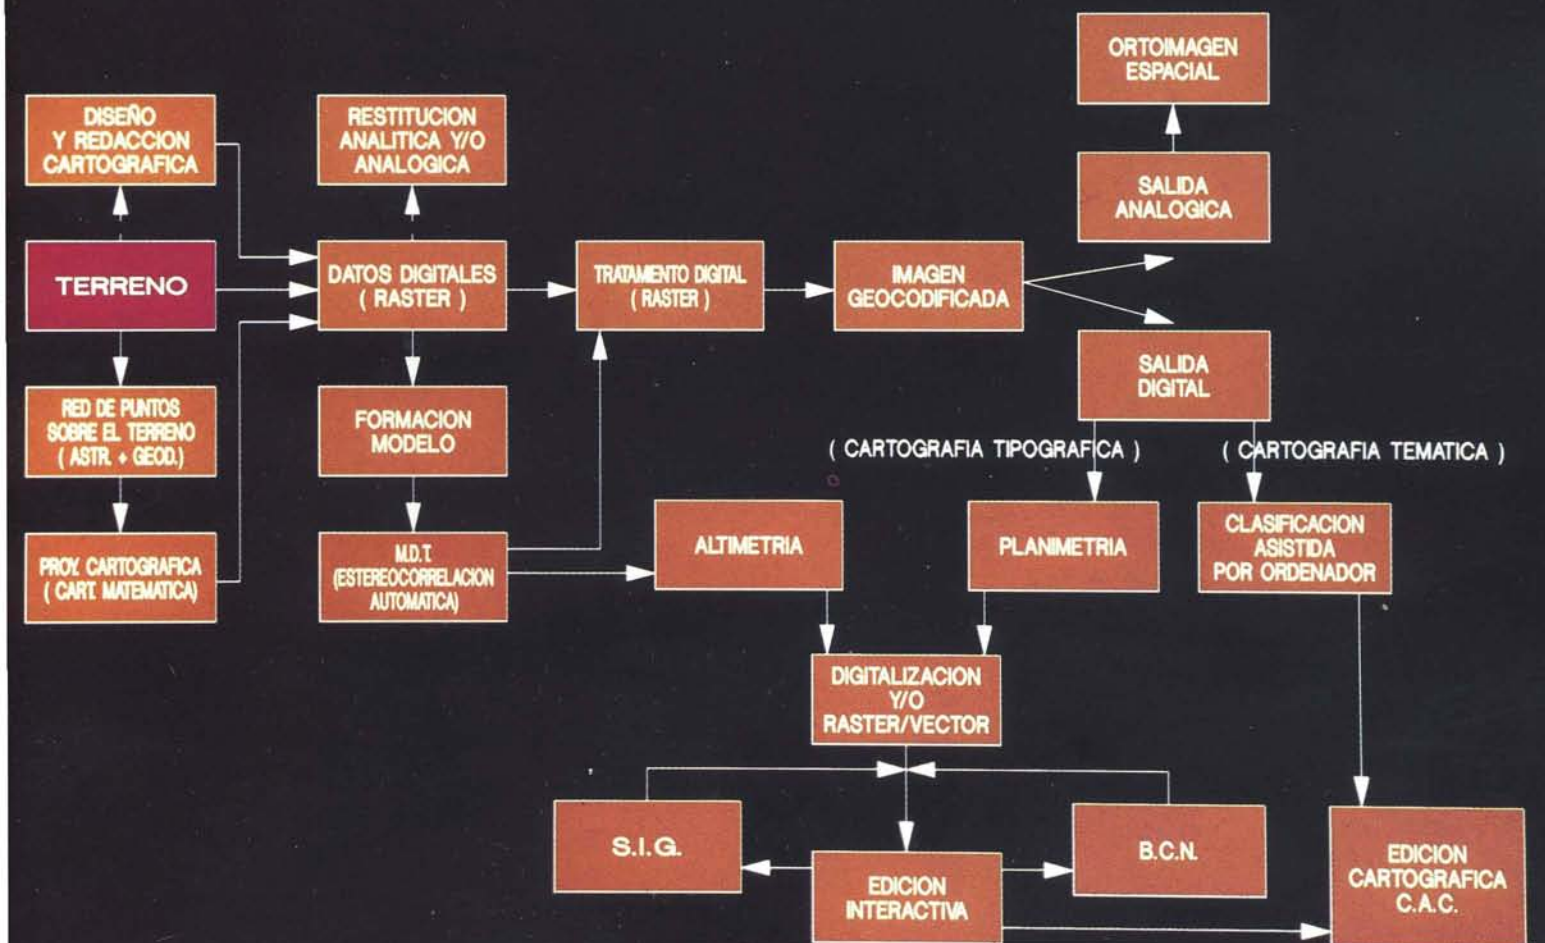 ORTOIMAGEN
ESPACIAL
DISEÑO
Y REDACCION
CARTOGRAFICA
RESTITUCION
ANALITICA Y/O
ANALOGICA
SALIDA
ANALOGICA
TERRENO
DATOS DIGITALES
( RASTER )
TRATAMIENTO DIGITAL
( RASTER )
IMAGEN
GEOCODIFICADA
SALIDA
DIGITAL
RED DE PUNTOS
SOBRE EL TERRENO
( ASTR. + GEOD.)
FORMACION
MODELO
( CARTOGRAFIA TIPOGRAFICA )
( CARTOGRAFIA TEMATICA )
PROY. CARTOGRAFICA
( CART. MATEMATICA)
M.D.T.
(ESTEREOCORRELACION
AUTOMATICA)
ALTIMETRIA
PLANIMETRIA
CLASIFICACION
ASISTIDA
POR ORDENADOR
DIGITALIZACION
Y/O
RASTER/VECTOR
S.I.G.
B.C.N.
EDICION
INTERACTIVA
EDICION
CARTOGRAFICA
C.A.C.